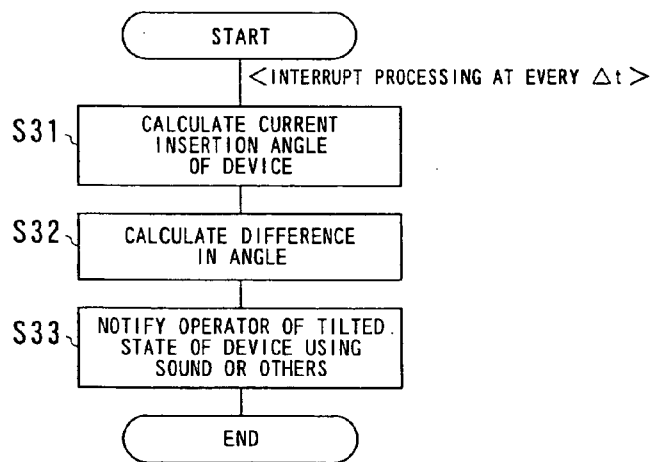 START
<INTERRUPT PROCESSING AT EVERY Δt>
S31
CALCULATE CURRENT
INSERTION ANGLE
OF DEVICE
S32
CALCULATE DIFFERENCE
IN ANGLE
S33
NOTIFY OPERATOR OF TILTED
STATE OF DEVICE USING
SOUND OR OTHERS
END